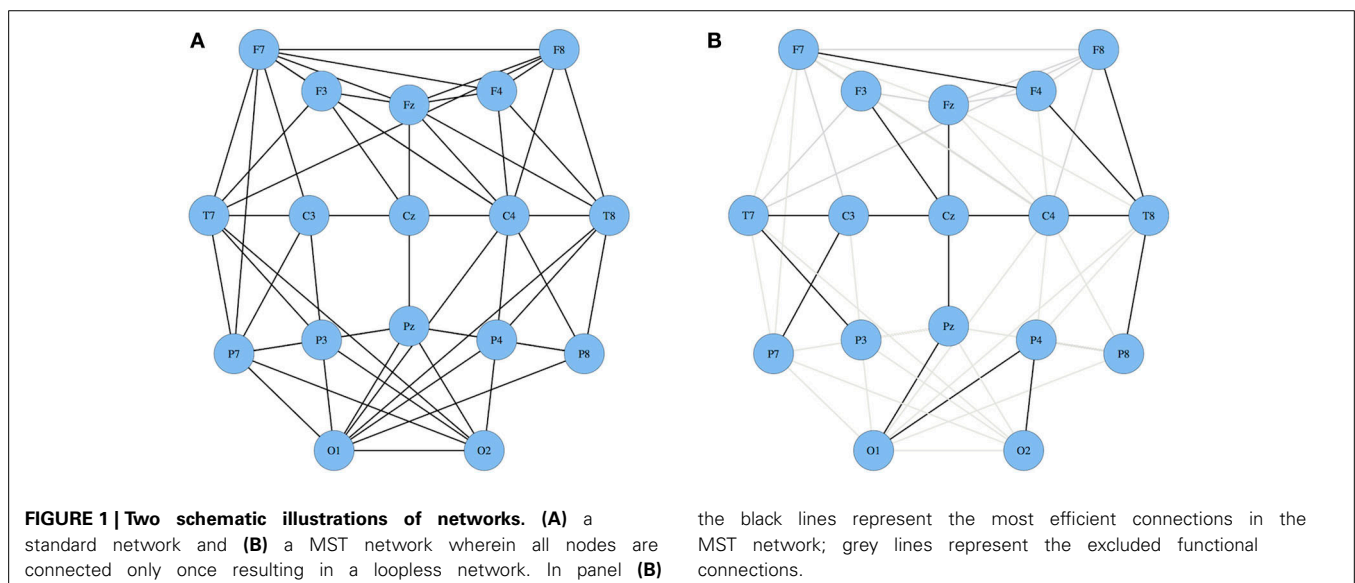 A
F7
F8
F3
Fz
F4
T7
C3
Cz
C4
T8
P7
P3
Pz
P4
P8
O1
O2
B
F7
F8
F3
Fz
F4
T7
C3
Cz
C4
T8
P7
P3
Pz
P4
P8
O1
O2
FIGURE 1 | Two schematic illustrations of networks. (A) a
standard network and (B) a MST network wherein all nodes are
connected only once resulting in a loopless network. In panel (B)
the black lines represent the most efficient connections in the
MST network; grey lines represent the excluded functional
connections.